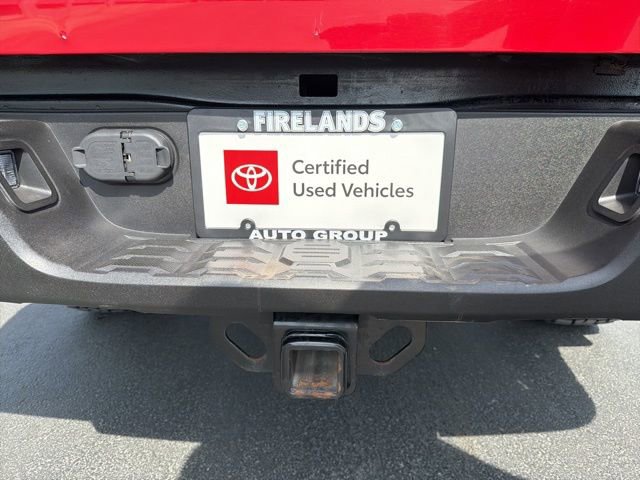 FIRELANDS
Certified
Used Vehicles
AUTO GROUP